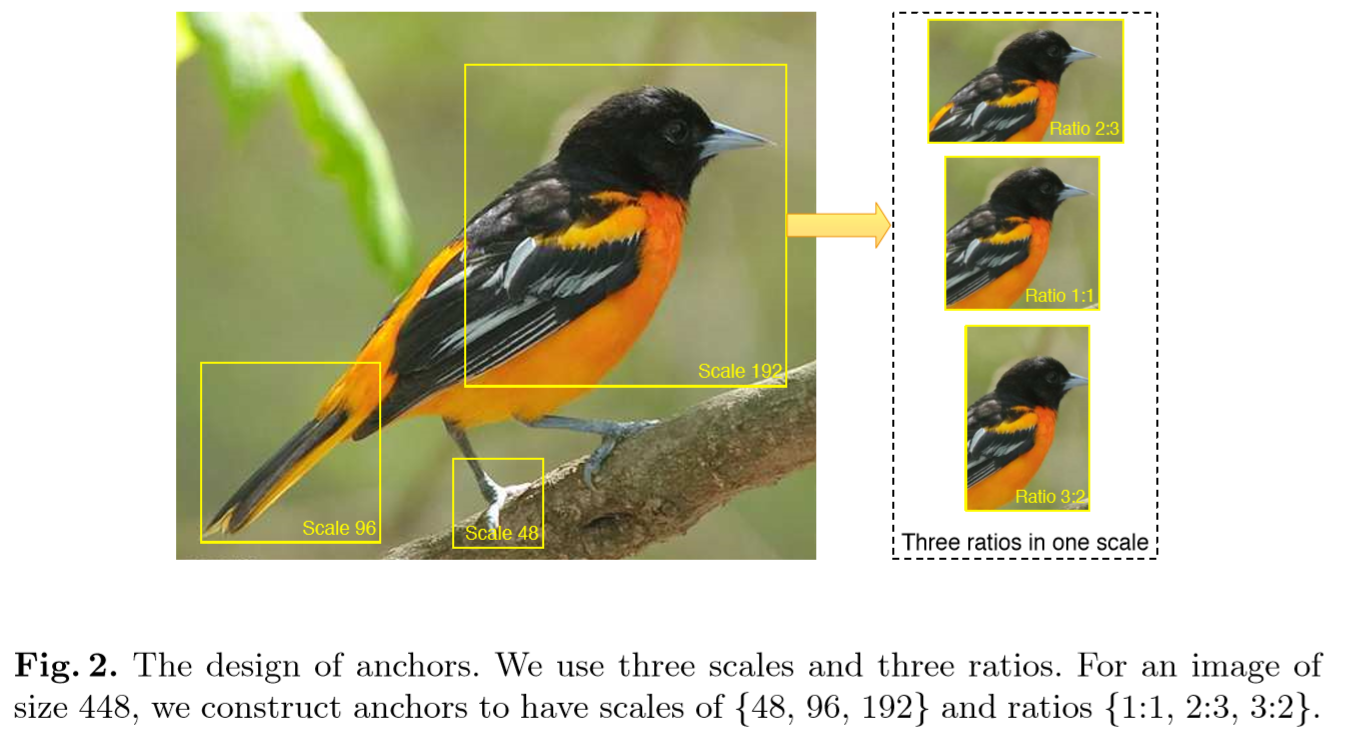 Scale 192
Scale 96
Scale 48
Ratio 2:3
Ratio 1:1
Ratio 3:2
Three ratios in one scale
Fig. 2. The design of anchors. We use three scales and three ratios. For an image of
size 448, we construct anchors to have scales of {48, 96, 192} and ratios {1:1, 2:3, 3:2}.